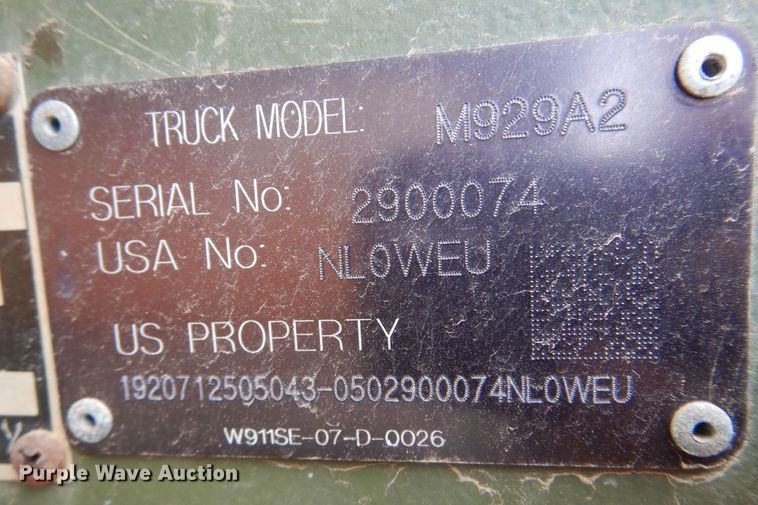 TRUCK MODEL: M929A2
SERIAL No: 2900074
USA No: NL0WEU
US PROPERTY
1920712505043-0502900074NL0WEU
W911SE-07-D-0026
Purple Wave Auction